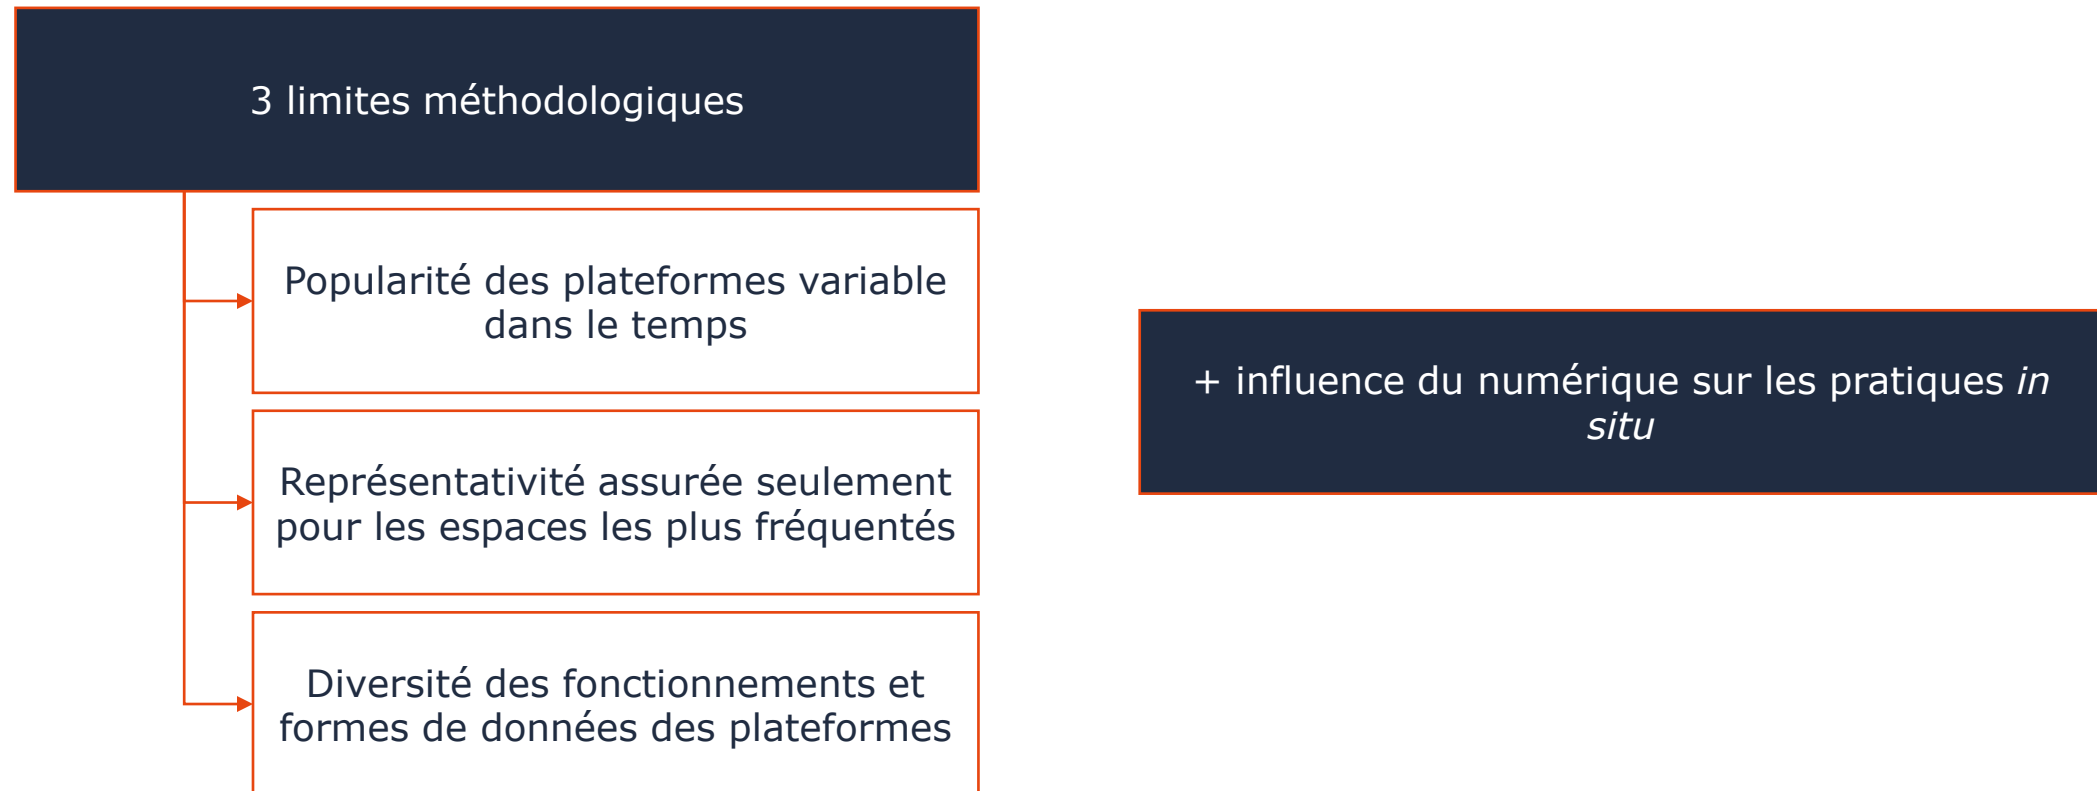 3 limites méthodologiques
Popularité des plateformes variable
dans le temps
Représentativité assurée seulement
pour les espaces les plus fréquentés
Diversité des fonctionnements et
formes de données des plateformes
+ influence du numérique sur les pratiques in
situ